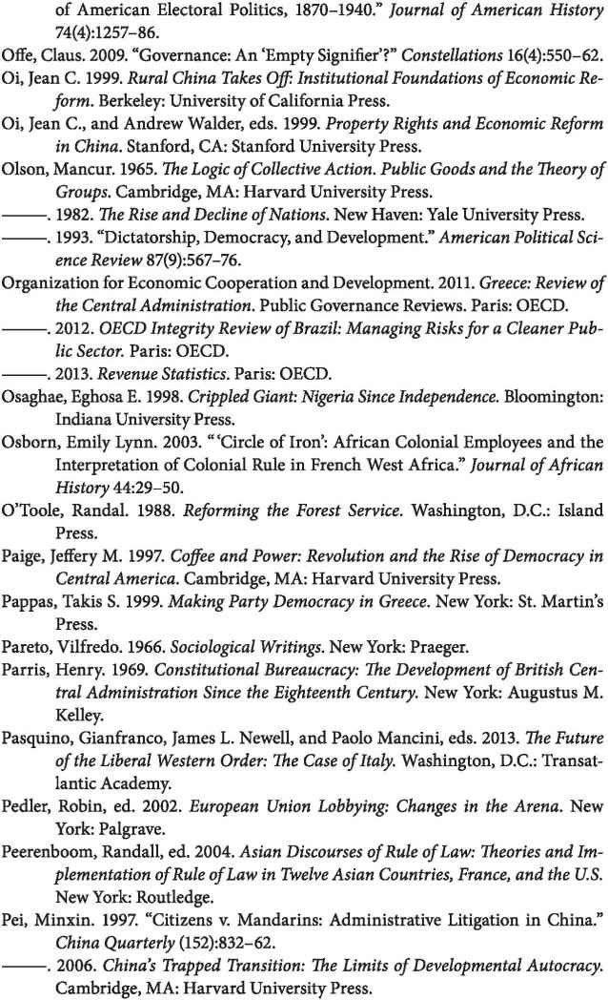 of American Electoral Politics, 1870–1940.” Journal of American History
74(4):1257–86.
Offe, Claus. 2009. “Governance: An ‘Empty Signifier’?” Constellations 16(4):550–62.
Oi, Jean C. 1999. Rural China Takes Off: Institutional Foundations of Economic Re-
form. Berkeley: University of California Press.
Oi, Jean C., and Andrew Walder, eds. 1999. Property Rights and Economic Reform
in China. Stanford, CA: Stanford University Press.
Olson, Mancur. 1965. The Logic of Collective Action. Public Goods and the Theory of
Groups. Cambridge, MA: Harvard University Press.
———. 1982. The Rise and Decline of Nations. New Haven: Yale University Press.
———. 1993. “Dictatorship, Democracy, and Development.” American Political Sci-
ence Review 87(9):567–76.
Organization for Economic Cooperation and Development. 2011. Greece: Review of
the Central Administration. Public Governance Reviews. Paris: OECD.
———. 2012. OECD Integrity Review of Brazil: Managing Risks for a Cleaner Pub-
lic Sector. Paris: OECD.
———. 2013. Revenue Statistics. Paris: OECD.
Osaghae, Eghosa E. 1998. Crippled Giant: Nigeria Since Independence. Bloomington:
Indiana University Press.
Osborn, Emily Lynn. 2003. “ ‘Circle of Iron’: African Colonial Employees and the
Interpretation of Colonial Rule in French West Africa.” Journal of African
History 44:29–50.
O’Toole, Randal. 1988. Reforming the Forest Service. Washington, D.C.: Island
Press.
Paige, Jeffery M. 1997. Coffee and Power: Revolution and the Rise of Democracy in
Central America. Cambridge, MA: Harvard University Press.
Pappas, Takis S. 1999. Making Party Democracy in Greece. New York: St. Martin’s
Press.
Pareto, Vilfredo. 1966. Sociological Writings. New York: Praeger.
Parris, Henry. 1969. Constitutional Bureaucracy: The Development of British Cen-
tral Administration Since the Eighteenth Century. New York: Augustus M.
Kelley.
Pasquino, Gianfranco, James L. Newell, and Paolo Mancini, eds. 2013. The Future
of the Liberal Western Order: The Case of Italy. Washington, D.C.: Transat-
lantic Academy.
Pedler, Robin, ed. 2002. European Union Lobbying: Changes in the Arena. New
York: Palgrave.
Peerenboom, Randall, ed. 2004. Asian Discourses of Rule of Law: Theories and Im-
plementation of Rule of Law in Twelve Asian Countries, France, and the U.S.
New York: Routledge.
Pei, Minxin. 1997. “Citizens v. Mandarins: Administrative Litigation in China.”
China Quarterly (152):832–62.
———. 2006. China’s Trapped Transition: The Limits of Developmental Autocracy.
Cambridge, MA: Harvard University Press.